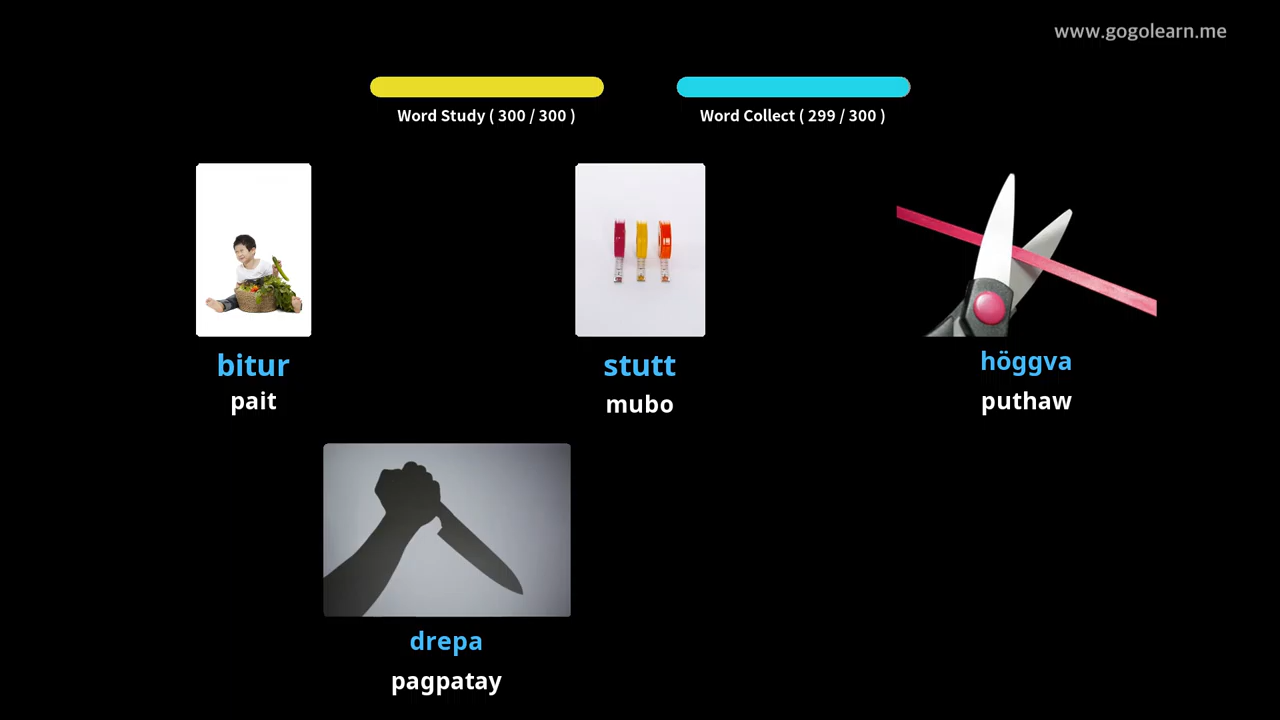 www.gogolearn.me
Word Study ( 300 / 300 )
Word Collect ( 299 / 300 )
bitur
pait
stutt
mubo
höggva
puthaw
drepa
pagpatay